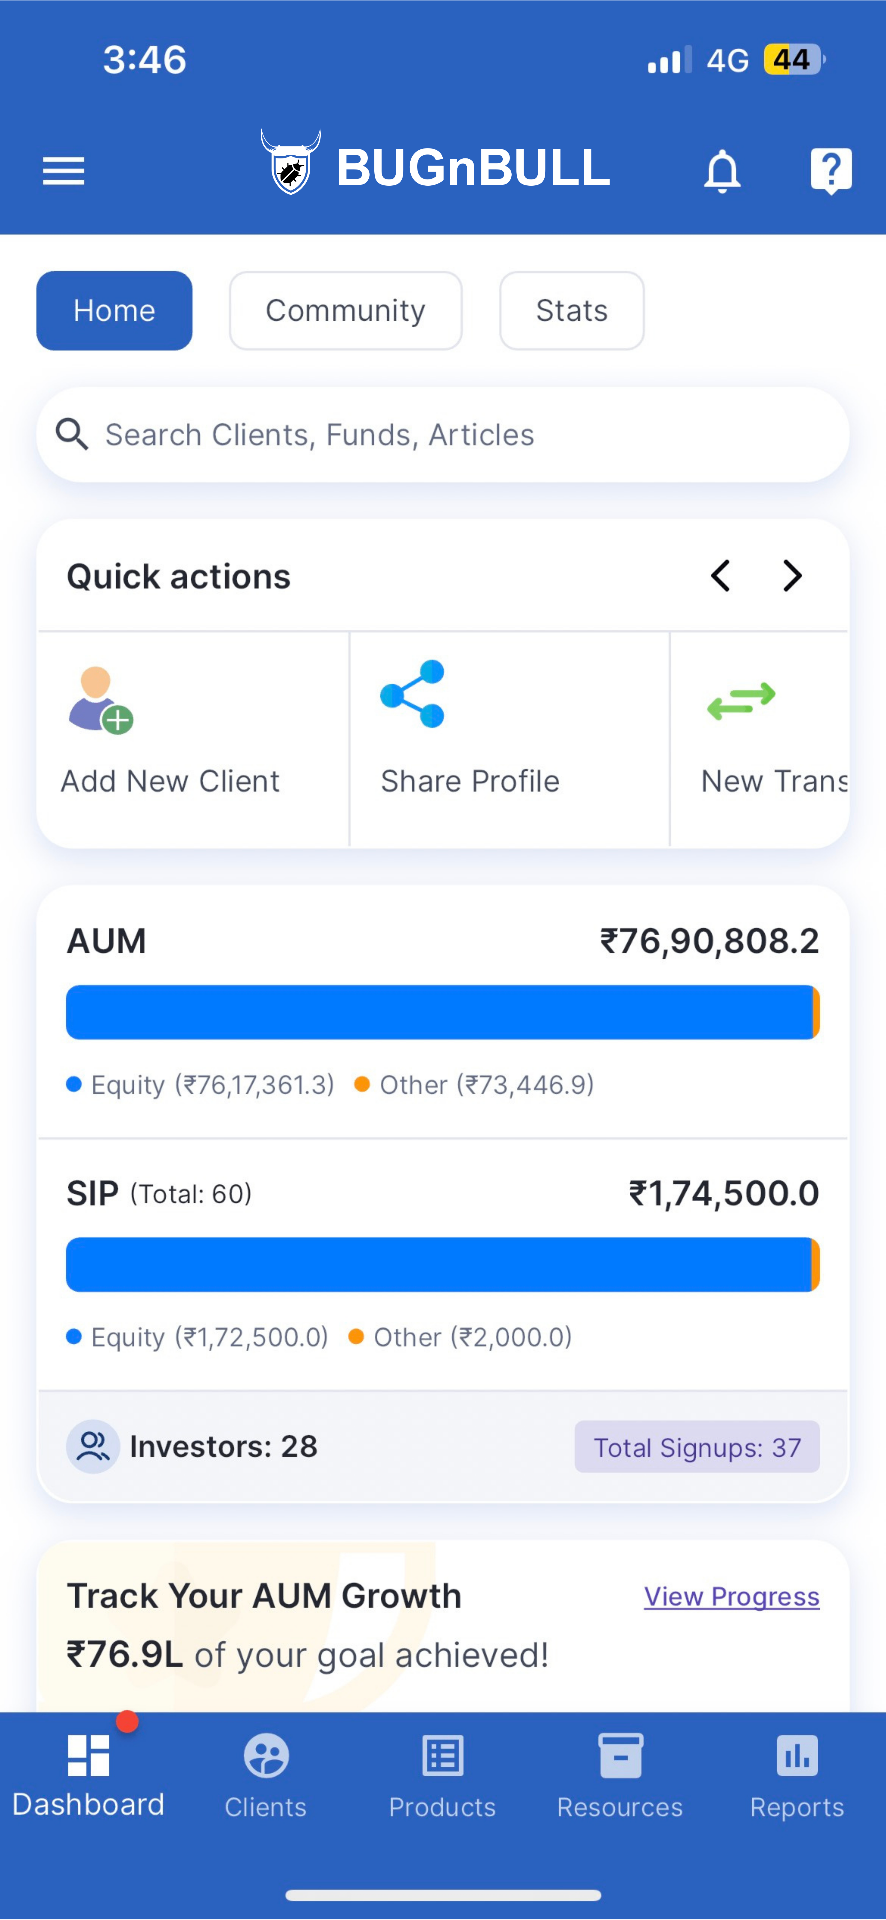 3:46
4G
44
BUGnBULL
?
Home
Community
Stats
Search Clients, Funds, Articles
Quick actions
Add New Client
Share Profile
New Trans
AUM
₹76,90,808.2
Equity (₹76,17,361.3)
Other (₹73,446.9)
SIP (Total: 60)
₹1,74,500.0
Equity (₹1,72,500.0)
Other (₹2,000.0)
Investors: 28
Total Signups: 37
Track Your AUM Growth
View Progress
₹76.9L of your goal achieved!
Dashboard
Clients
Products
Resources
Reports